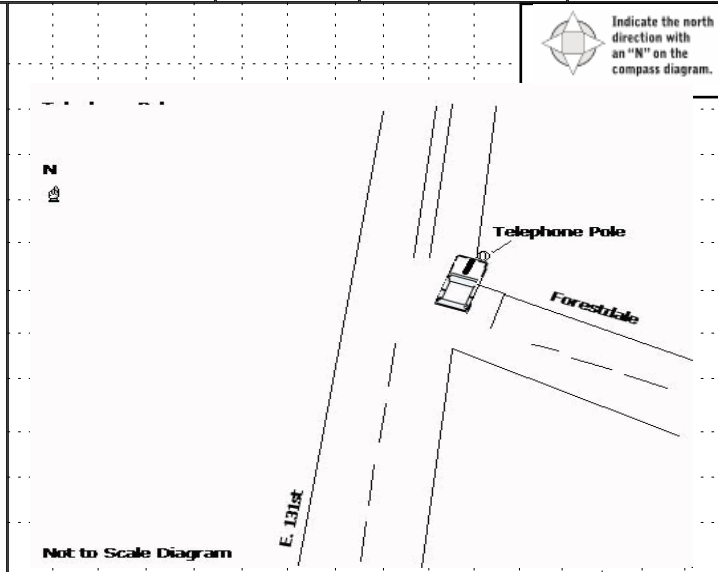 Indicate the north
direction with
an "N" on the
compass diagram.
N
Telephone Pole
Forestdale
E. 131st
Not to Scale Diagram